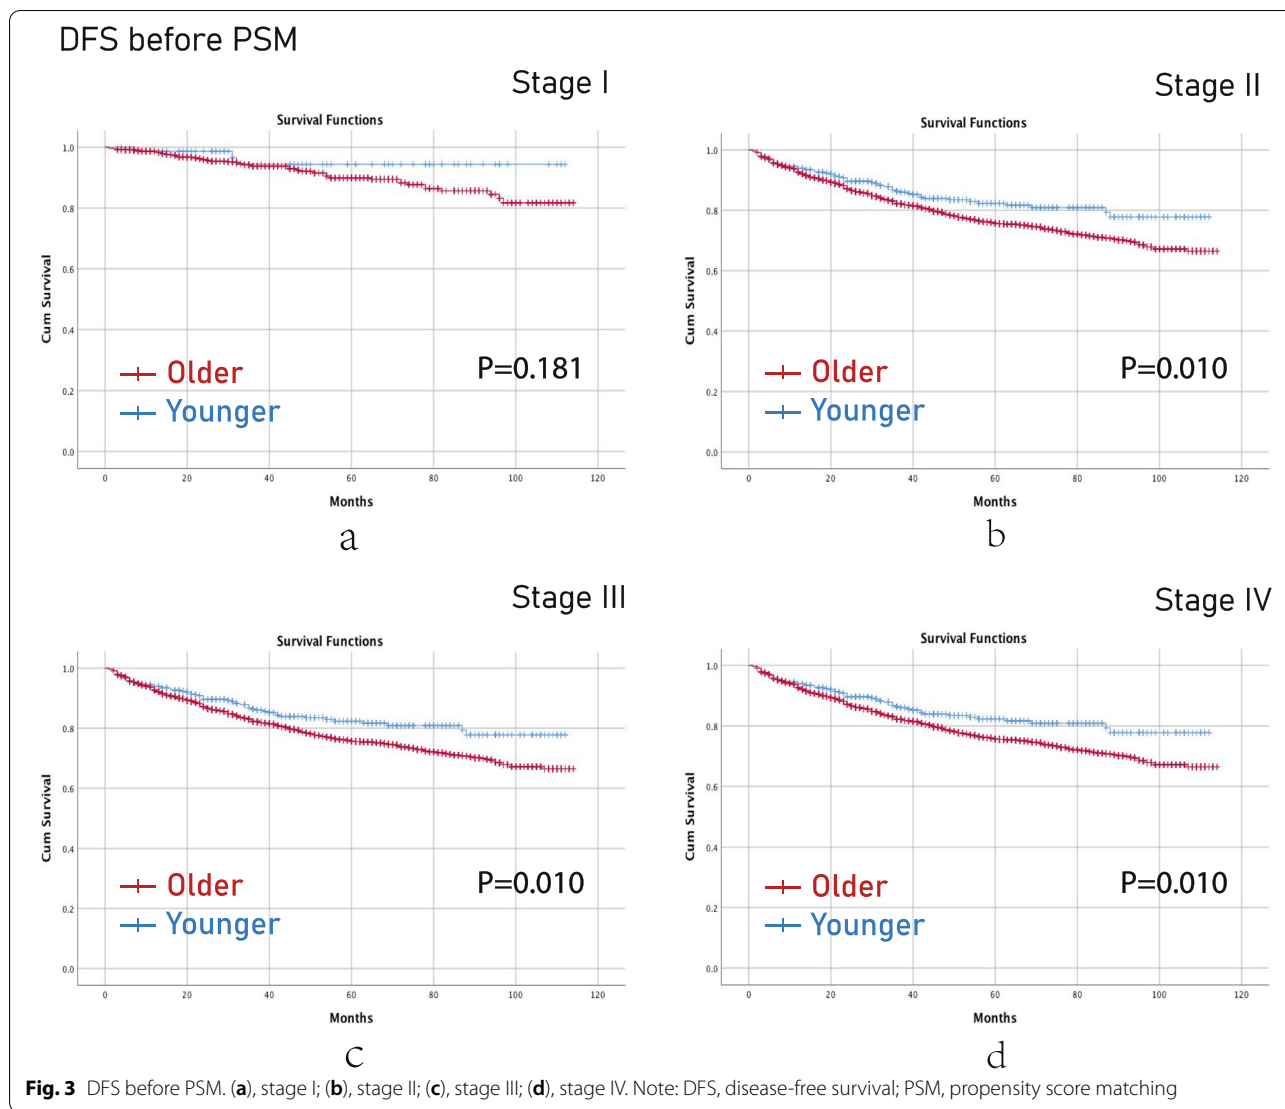 DFS before PSM
Stage I
Survival Functions
Cum Survival
1.0
0.8
0.6
0.4
0.2
0.0
Older
Younger
P=0.181
0 20 40 60 80 100 120
Months
a
Stage II
Survival Functions
Cum Survival
1.0
0.8
0.6
0.4
0.2
0.0
Older
Younger
P=0.010
0 20 40 60 80 100 120
Months
b
Stage III
Survival Functions
Cum Survival
1.0
0.8
0.6
0.4
0.2
0.0
Older
Younger
P=0.010
0 20 40 60 80 100 120
Months
c
Stage IV
Survival Functions
Cum Survival
1.0
0.8
0.6
0.4
0.2
0.0
Older
Younger
P=0.010
0 20 40 60 80 100 120
Months
d
Fig. 3 DFS before PSM. (a), stage I; (b), stage II; (c), stage III; (d), stage IV. Note: DFS, disease-free survival; PSM, propensity score matching